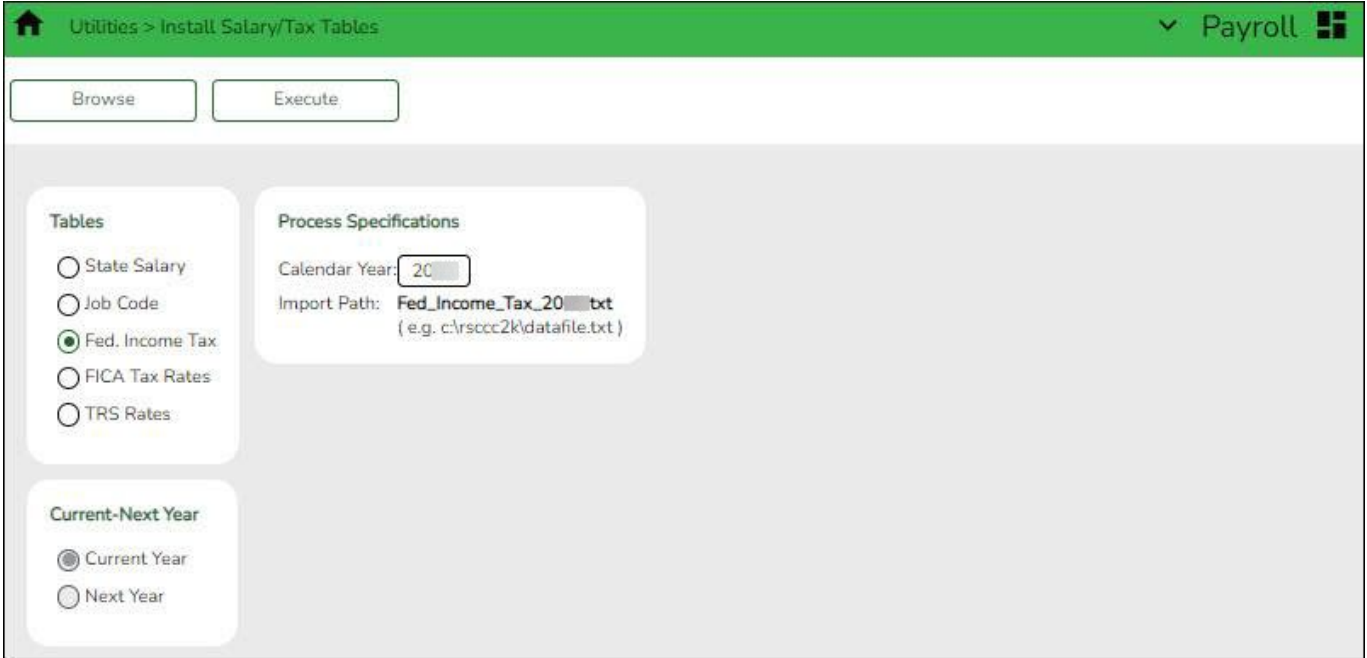 Utilities > Install Salary/Tax Tables
Payroll
Browse
Execute
Tables
State Salary
Job Code
Fed. Income Tax
FICA Tax Rates
TRS Rates
Process Specifications
Calendar Year: 20
Import Path: Fed_Income_Tax_20 txt
( e.g. c:\rsccc2k\datafile.txt )
Current-Next Year
Current Year
Next Year